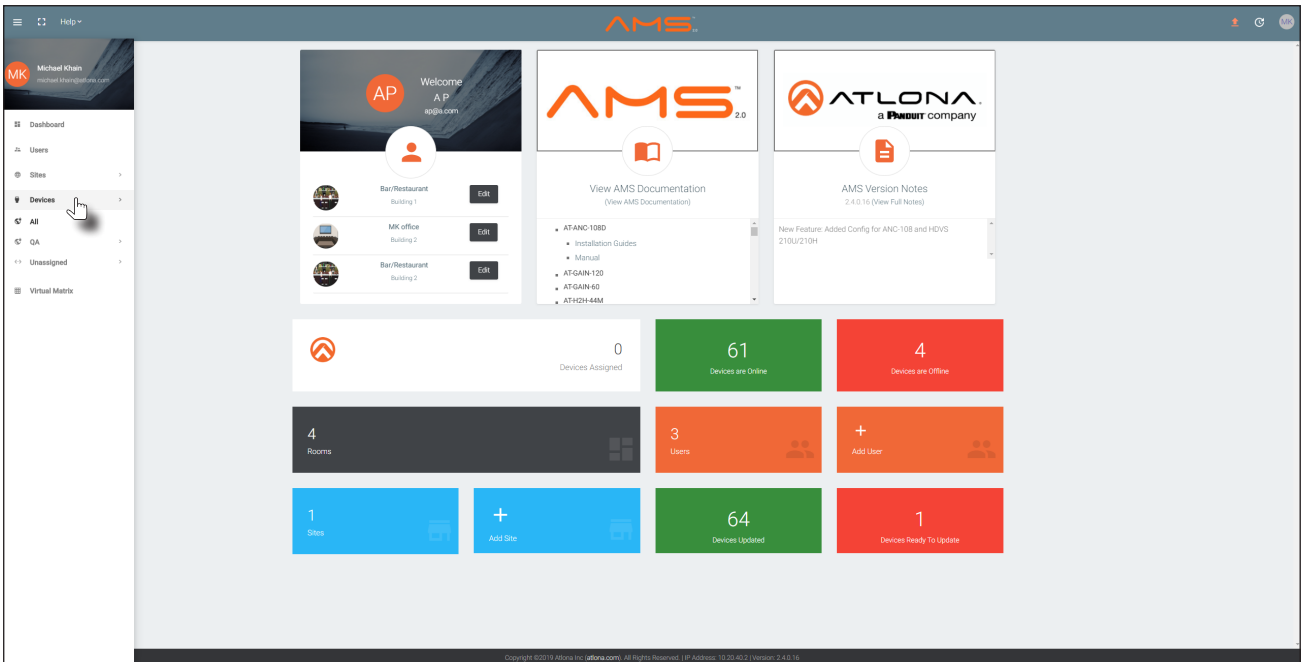 Help
AMS 2.0
MK
MK
Michael Khain
michael.khain@atlona.com
Dashboard
Users
Sites
Devices
All
QA
Unassigned
Virtual Matrix
AP
Welcome
A P
ap@a.com
Bar/Restaurant
Building 1
Edit
MK office
Building 2
Edit
Bar/Restaurant
Building 2
Edit
AMS™ 2.0
View AMS Documentation
(View AMS Documentation)
AT-ANC-108D
Installation Guides
Manual
AT-GAIN-120
AT-GAIN-60
AT-H2H-44M
ATLONA.
a PANDUIT company
AMS Version Notes
2.4.0.16 (View Full Notes)
New Feature: Added Config for ANC-108 and HDVS
210U/210H
0
Devices Assigned
61
Devices are Online
4
Devices are Offline
4
Rooms
3
Users
+
Add User
1
Sites
+
Add Site
64
Devices Updated
1
Devices Ready To Update
Copyright ©2019 Atlona Inc (atlona.com). All Rights Reserved. | IP Address: 10.20.40.2 | Version: 2.4.0.16